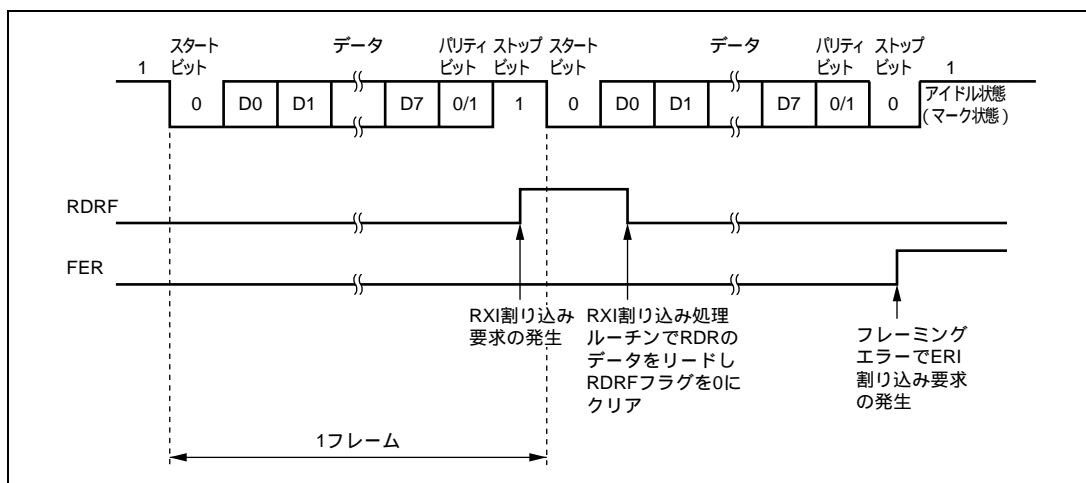 スタート
ビット
データ
パリティ
ビット
ストップ
ビット
スタート
ビット
データ
パリティ
ビット
ストップ
ビット
1
0 D0 D1 D7 0/1 1 0 D0 D1 D7 0/1 0
1
アイドル状態
(マーク状態)
RDRF
FER
RXI割り込み
要求の発生
RXI割り込み処理
ルーチンでRDRの
データをリードし
RDRFフラグを0に
クリア
フレーミング
エラーでERI
割り込み要求
の発生
1フレーム